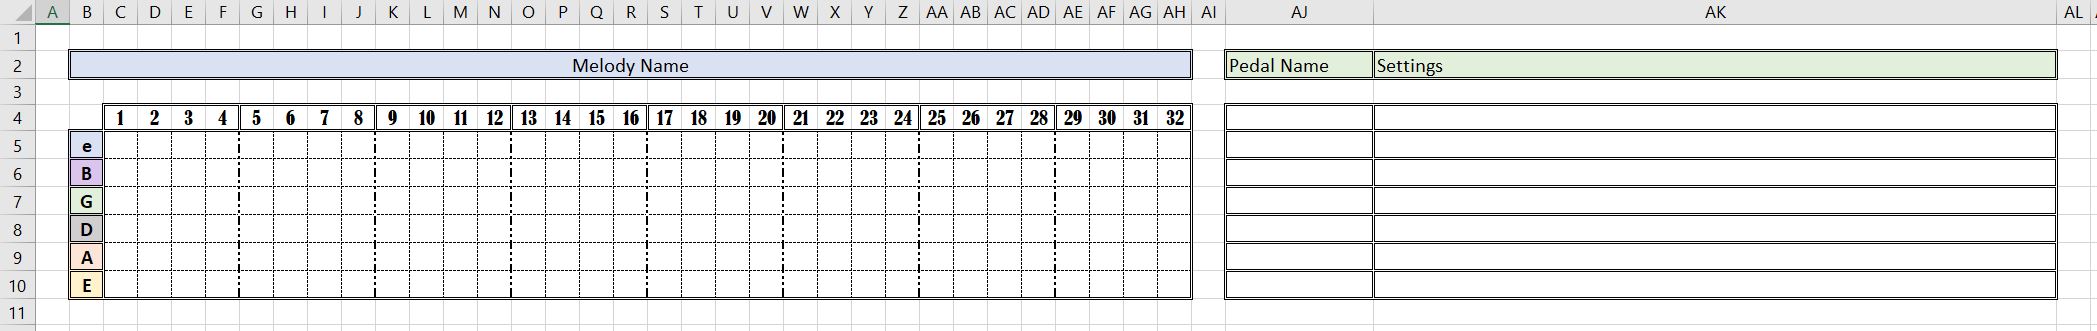 A B C D E F G H I J K L M N O P Q R S T U V W X Y Z AA AB AC AD AE AF AG AH AI AJ AK AL
1
2 Melody Name Pedal Name Settings
3
4 1 2 3 4 5 6 7 8 9 10 11 12 13 14 15 16 17 18 19 20 21 22 23 24 25 26 27 28 29 30 31 32
5 e
6 B
7 G
8 D
9 A
10 E
11